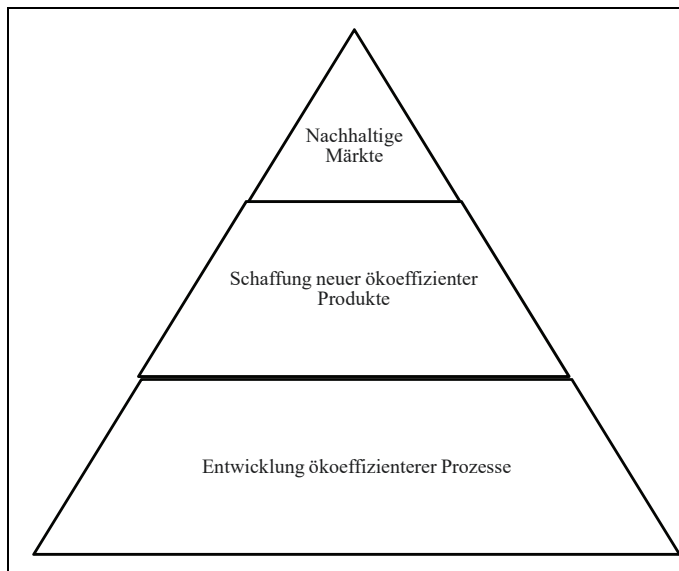 Nachhaltige
Märkte
Schaffung neuer ökoeffizienter
Produkte
Entwicklung ökoeffizienterer Prozesse